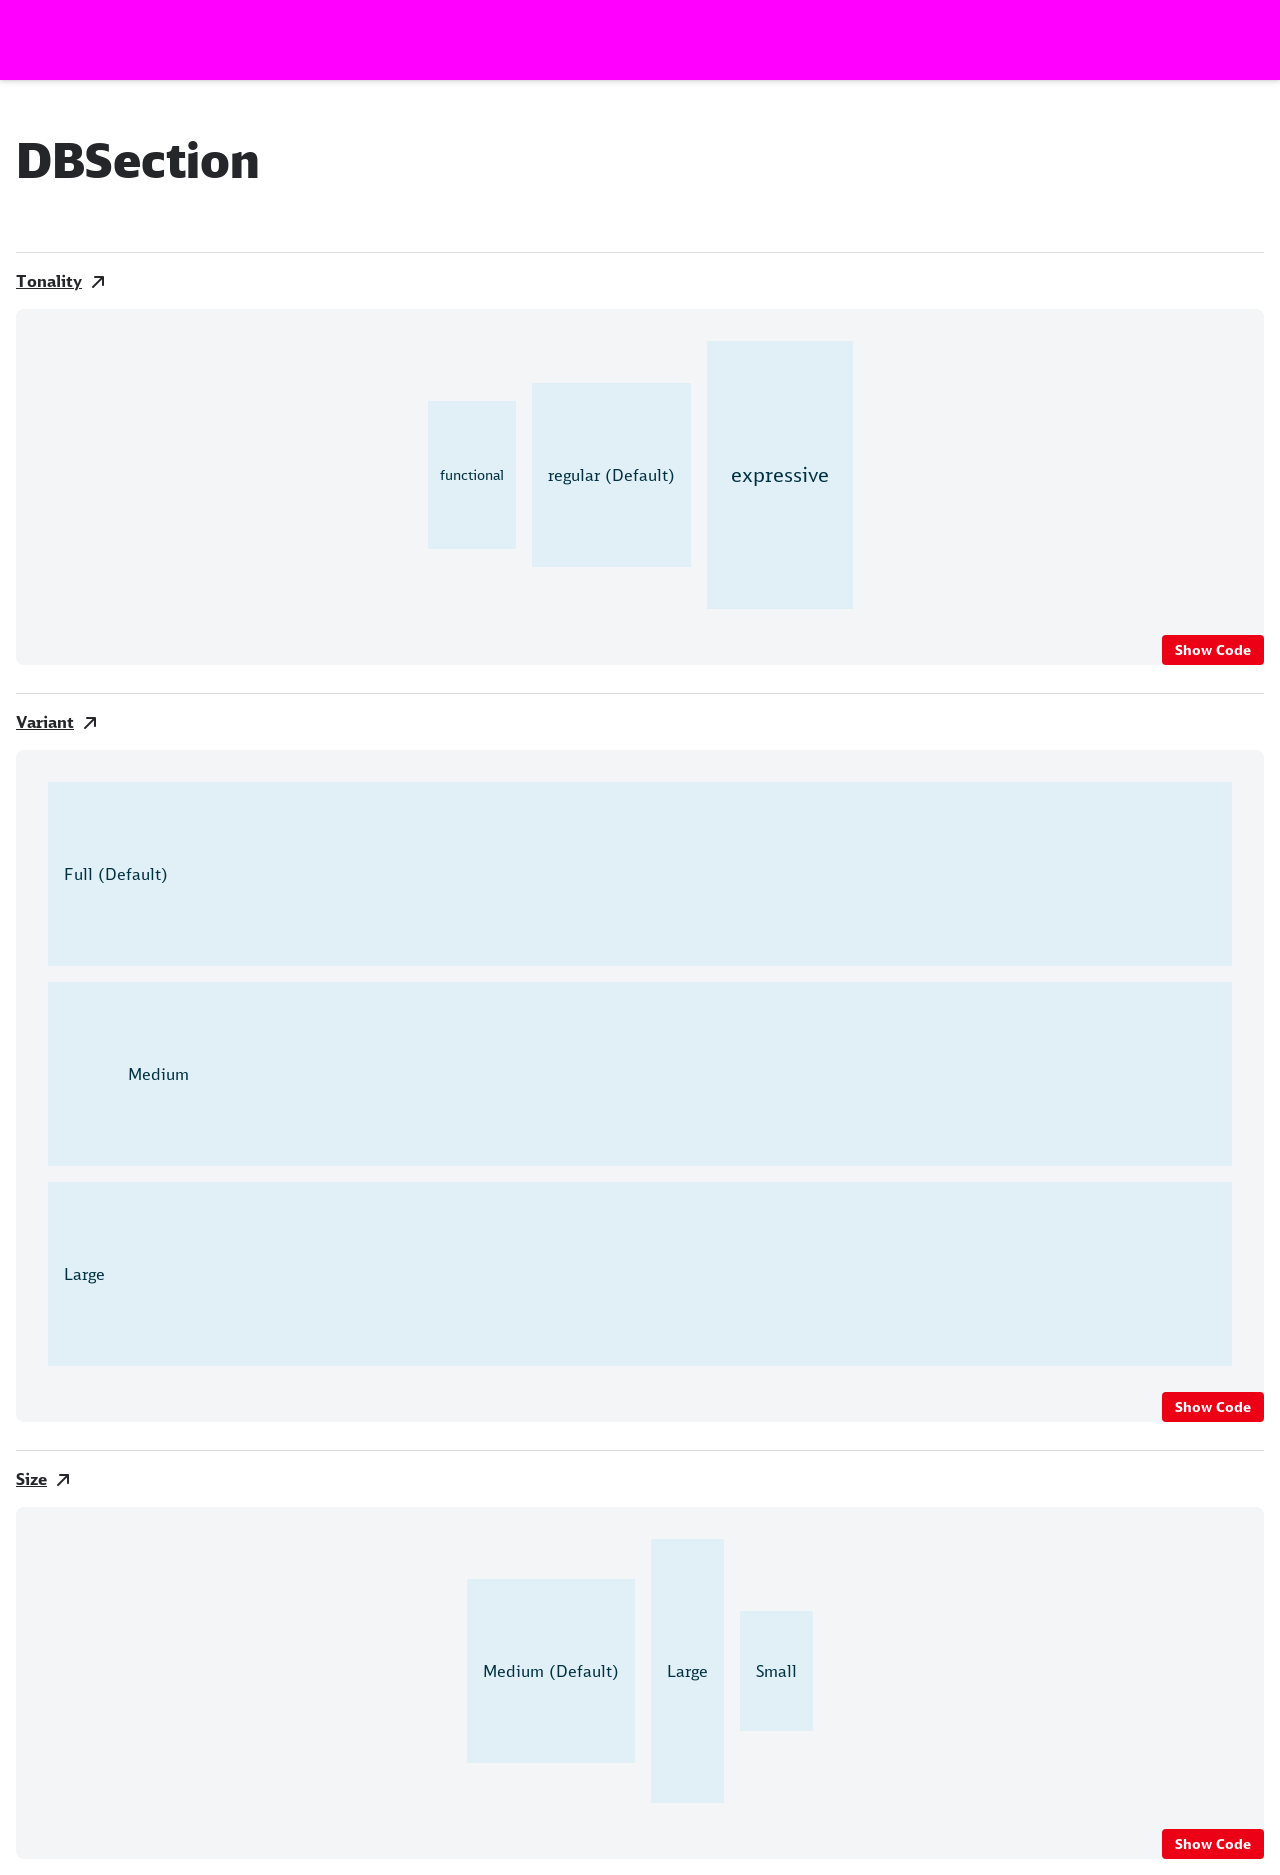 DBSection
Tonality
functional
regular (Default)
expressive
Show Code
Variant
Full (Default)
Medium
Large
Show Code
Size
Medium (Default)
Large
Small
Show Code